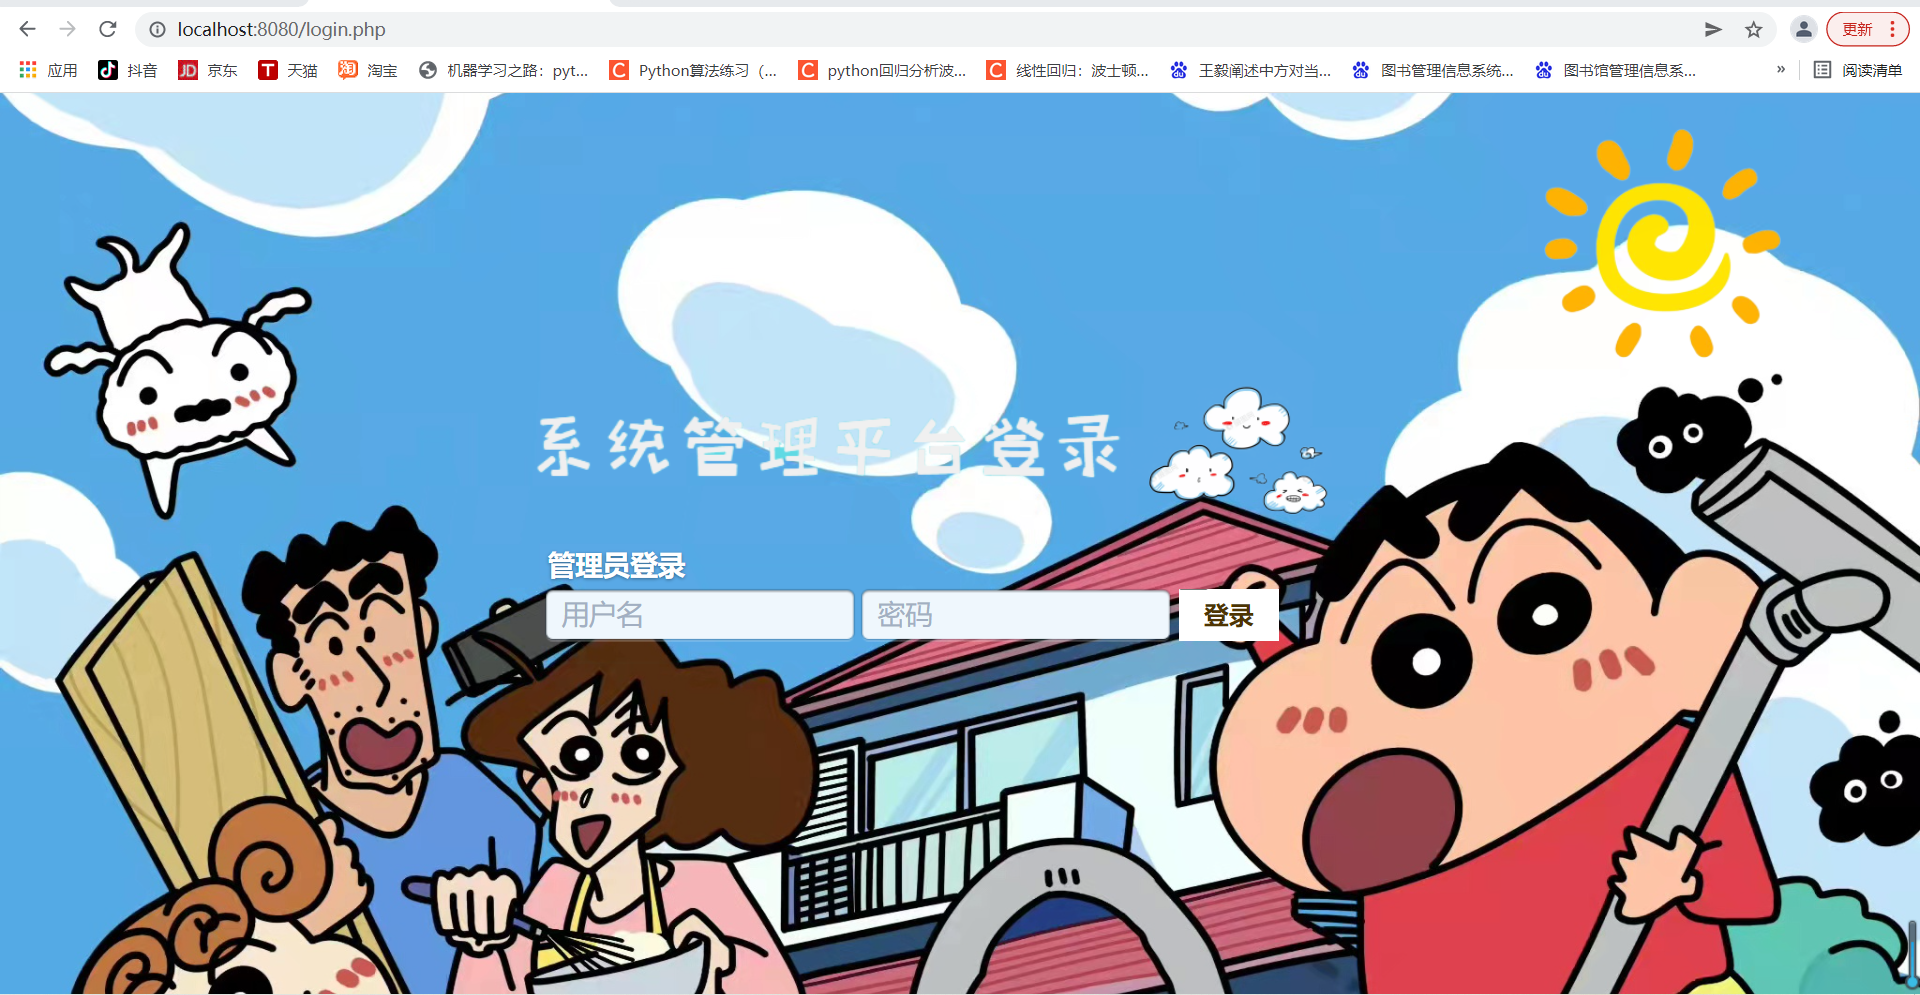 localhost:8080/login.php
更新
应用 抖音 JD 京东 T 天猫 淘 淘宝 机器学习之路：pyt... C Python算法练习（... C python回归分析波... C 线性回归：波士顿... 王毅阐述中方对当... 图书管理信息系统... 图书馆管理信息系... » 阅读清单
系统管理平台登录
管理员登录
用户名 密码 登录